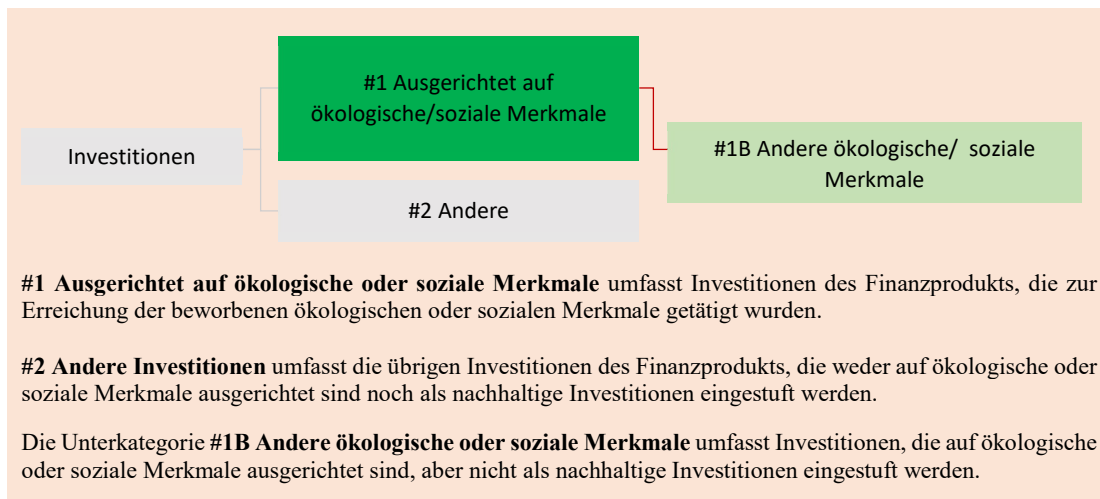 #1 Ausgerichtet auf
ökologische/soziale Merkmale
Investitionen
#1B Andere ökologische/ soziale
Merkmale
#2 Andere
#1 Ausgerichtet auf ökologische oder soziale Merkmale umfasst Investitionen des Finanzprodukts, die zur
Erreichung der beworbenen ökologischen oder sozialen Merkmale getätigt wurden.
#2 Andere Investitionen umfasst die übrigen Investitionen des Finanzprodukts, die weder auf ökologische oder
soziale Merkmale ausgerichtet sind noch als nachhaltige Investitionen eingestuft werden.
Die Unterkategorie #1B Andere ökologische oder soziale Merkmale umfasst Investitionen, die auf ökologische
oder soziale Merkmale ausgerichtet sind, aber nicht als nachhaltige Investitionen eingestuft werden.